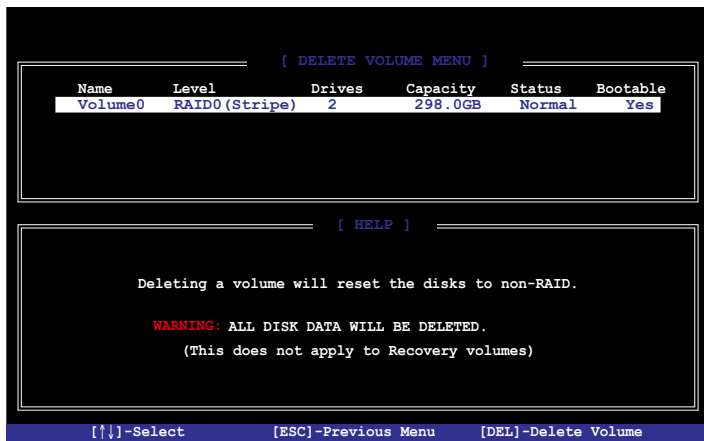 [ DELETE VOLUME MENU ]
Name Level Drives Capacity Status Bootable
Volume0 RAID0(Stripe) 2 298.0GB Normal Yes
[ HELP ]
Deleting a volume will reset the disks to non-RAID.
WARNING: ALL DISK DATA WILL BE DELETED.
(This does not apply to Recovery volumes)
[↑↓]-Select [ESC]-Previous Menu [DEL]-Delete Volume